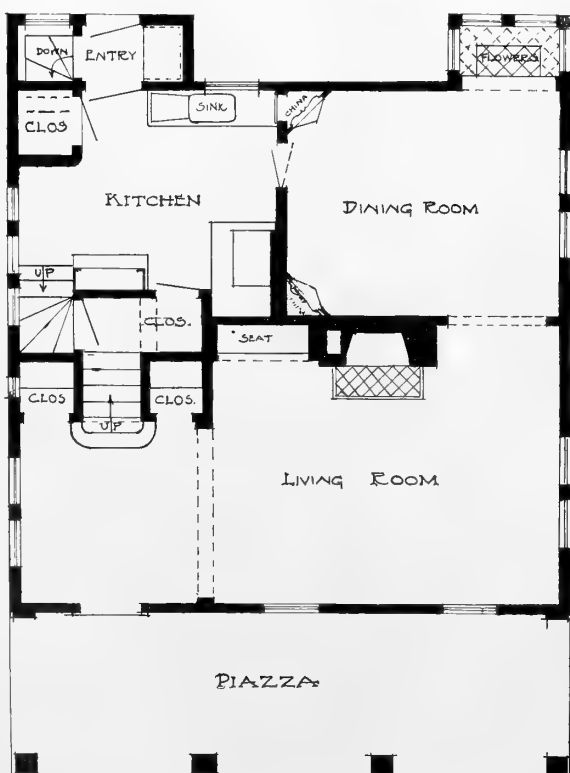 DOWN
ENTRY
FLOWERS
CLOS
SINK
CHINA
KITCHEN
DINING ROOM
UP
CLOS.
SEAT
CLOS
CLOS.
UP
LIVING ROOM
PIAZZA